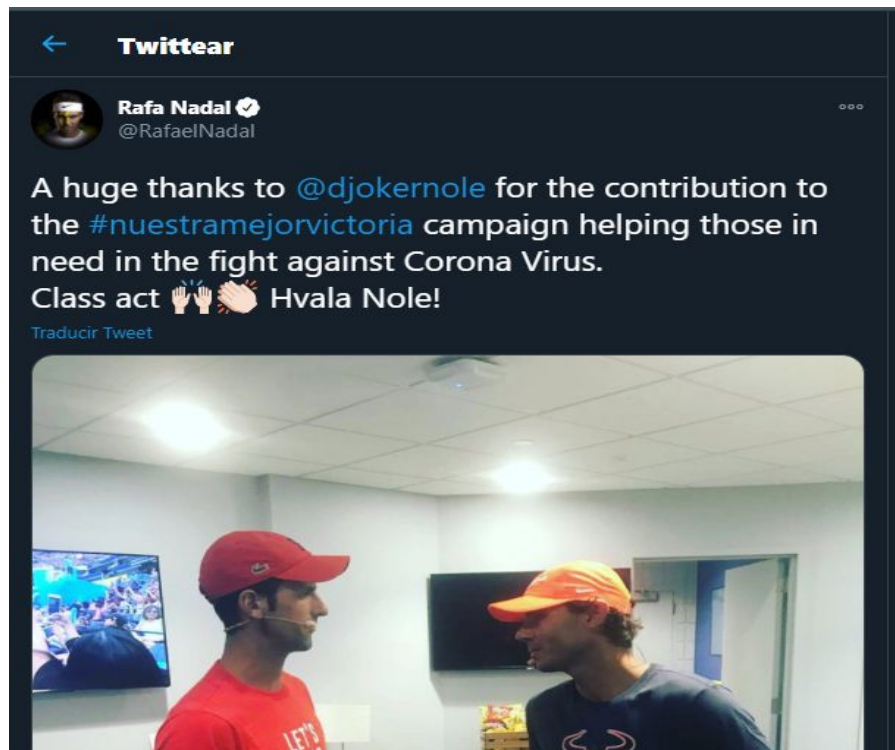 Twittear
Rafa Nadal
@RafaelNadal
A huge thanks to @djokernole for the contribution to
the #nuestramejorvictoria campaign helping those in
need in the fight against Corona Virus.
Class act 🙌🏻👏🏻 Hvala Nole!
Traducir Tweet
LET'S